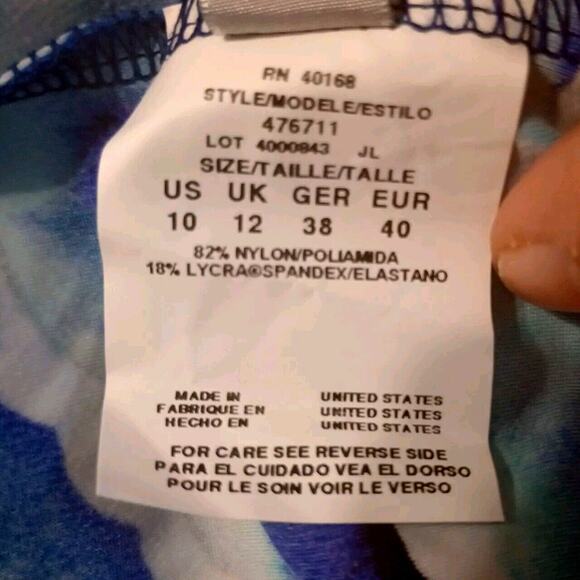 RN 40168
STYLE/MODELE/ESTILO
476711
LOT 4000843 JL
SIZE/TAILLE/TALLE
US UK GER EUR
10 12 38 40
82% NYLON/POLIAMIDA
18% LYCRA®SPANDEX/ELASTANO
MADE IN UNITED STATES
FABRIQUE EN UNITED STATES
HECHO EN UNITED STATES
FOR CARE SEE REVERSE SIDE
PARA EL CUIDADO VEA EL DORSO
POUR LE SOIN VOIR LE VERSO